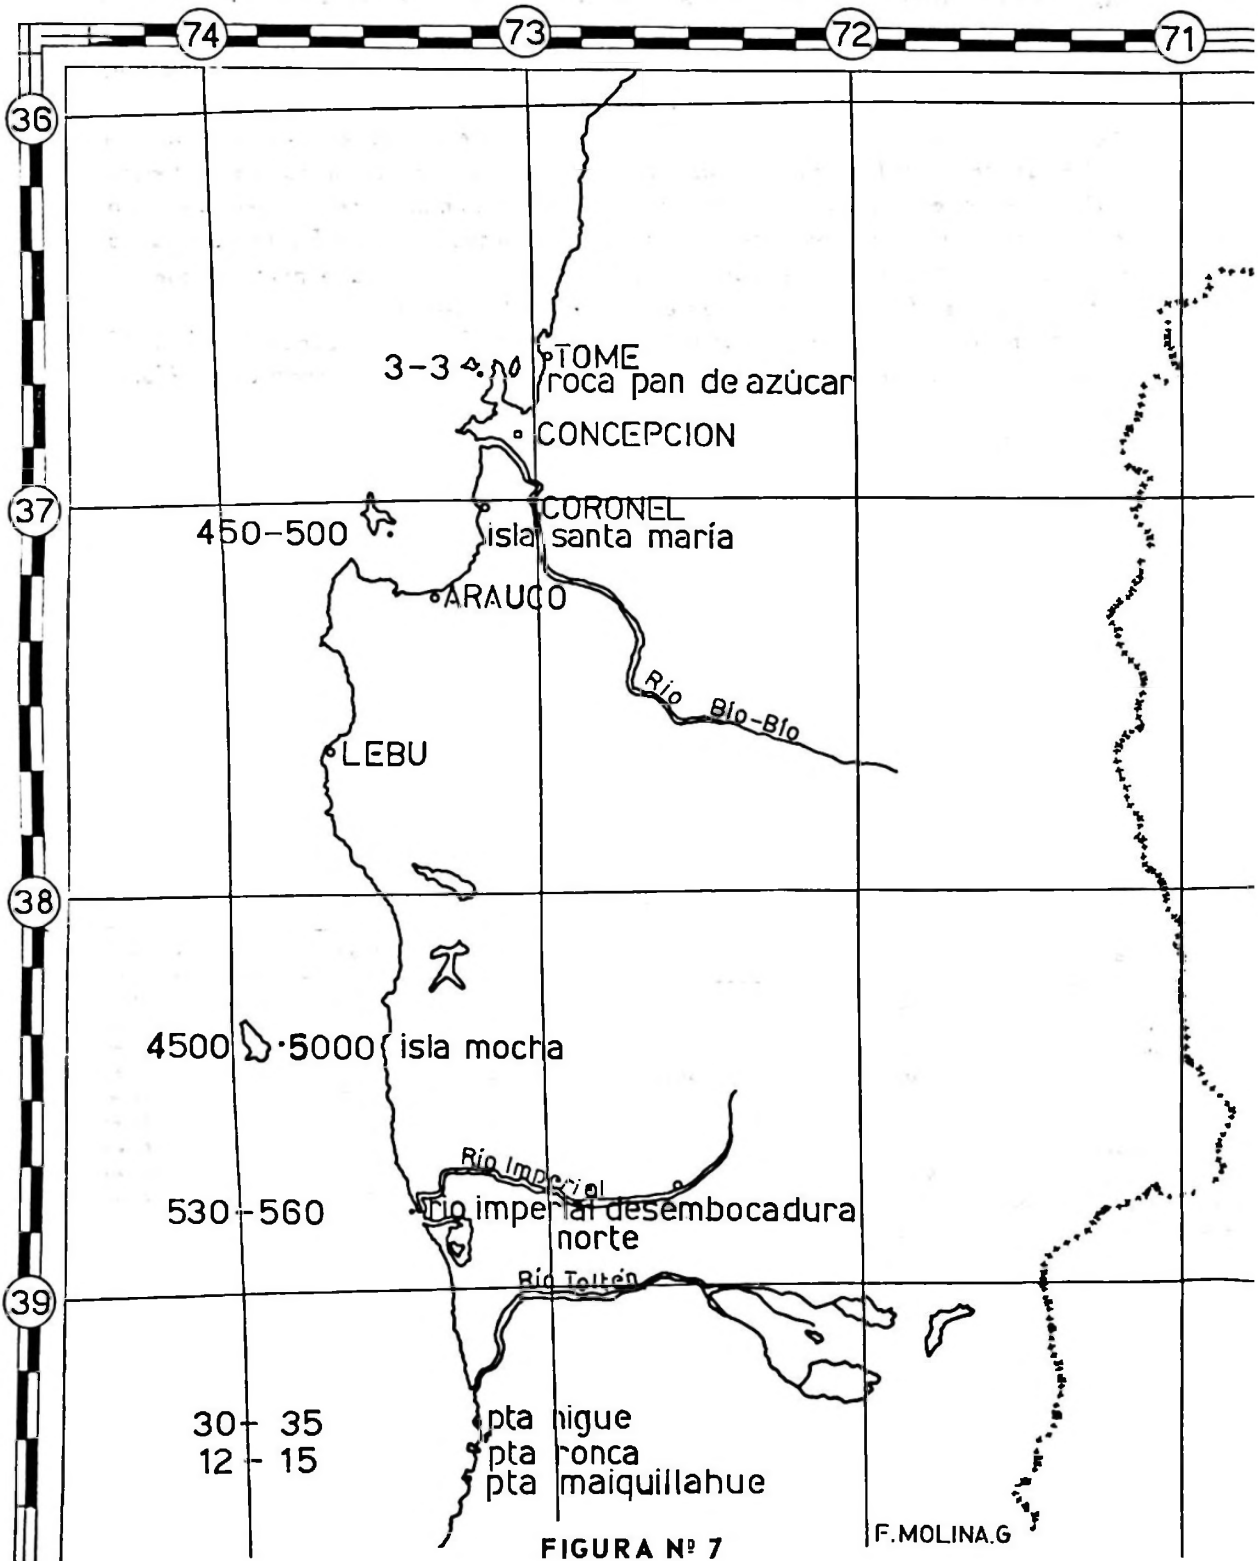 74 73 72 71
36
3-3 TOME
roca pan de azúcar
CONCEPCION
37
CORONEL
450-500 isla santa maría
ARAUCO
Río Bío-Bío
LEBU
38
4500 5000 isla mocha
Río Imperial
530-560 rio imperial desembocadura
norte
Río Toltén
39
30- 35 pta nigue
12-15 pta ronca
pta maiquillahue
F.MOLINA.G
FIGURA Nº 7